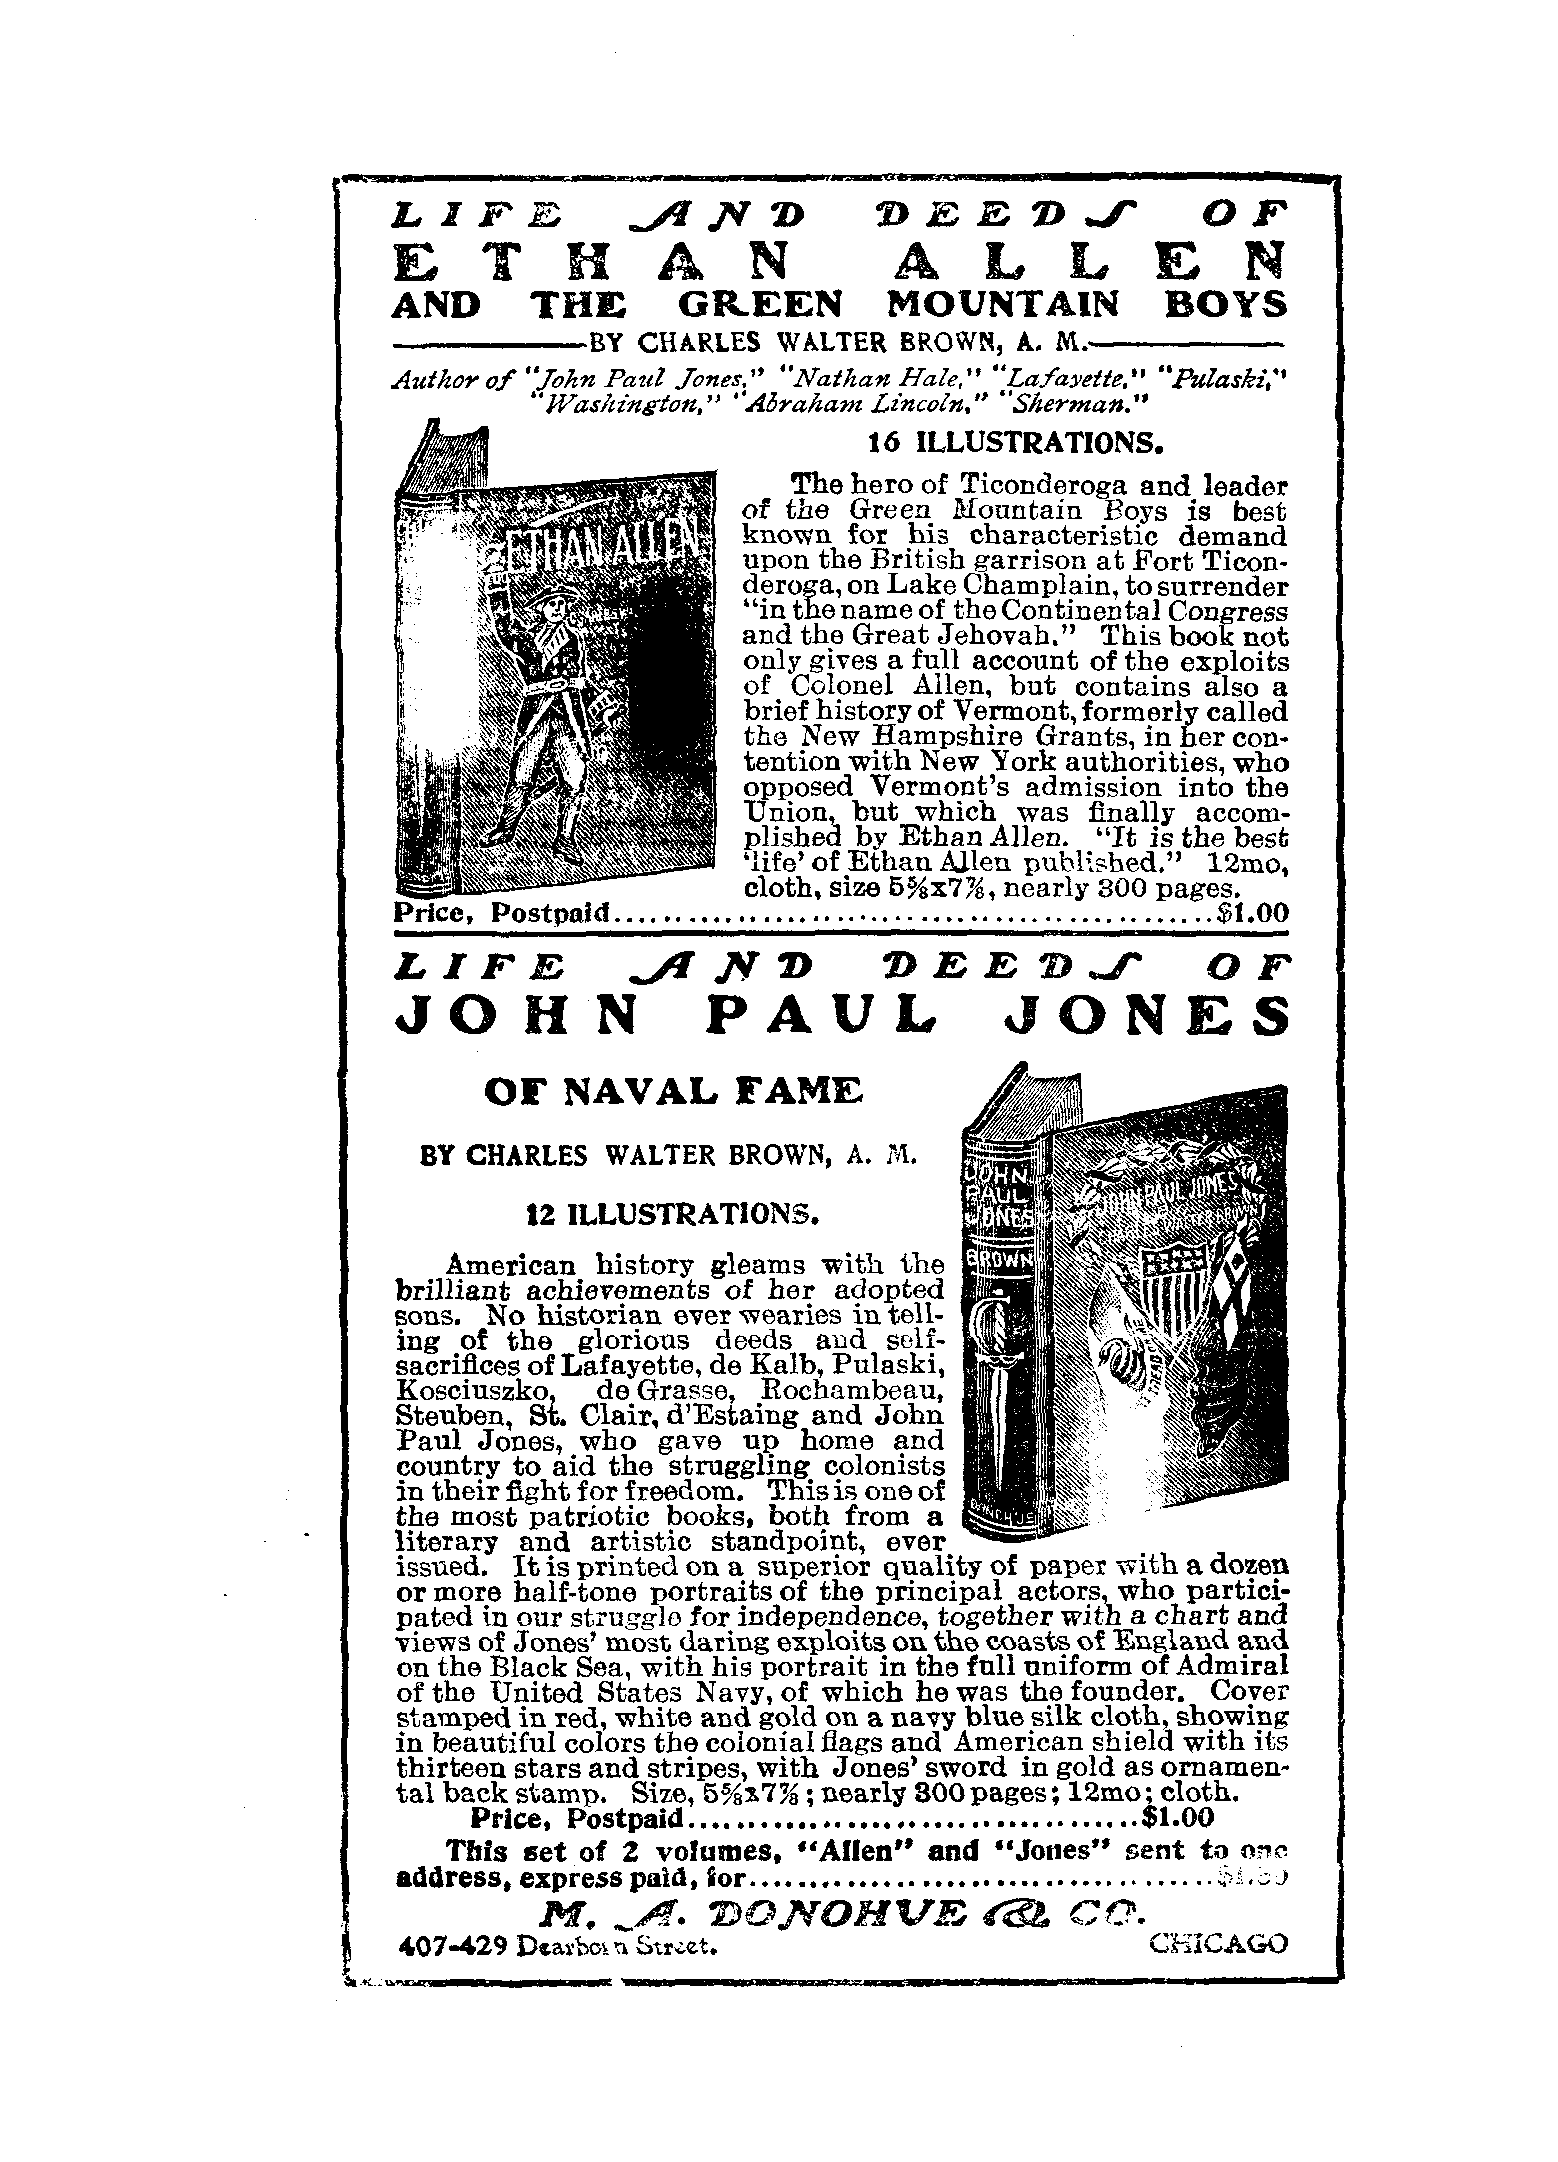 LIFE AND DEEDS OF
ETHAN ALLEN
AND THE GREEN MOUNTAIN BOYS
BY CHARLES WALTER BROWN, A. M.
Author of "John Paul Jones," "Nathan Hale," "Lafayette," "Pulaski,"
"Washington," "Abraham Lincoln," "Sherman."
ETHAN ALLEN
16 ILLUSTRATIONS.
The hero of Ticonderoga and leader
of the Green Mountain Boys is best
known for his characteristic demand
upon the British garrison at Fort Ticon-
deroga, on Lake Champlain, to surrender
"in the name of the Continental Congress
and the Great Jehovah." This book not
only gives a full account of the exploits
of Colonel Allen, but contains also a
brief history of Vermont, formerly called
the New Hampshire Grants, in her con-
tention with New York authorities, who
opposed Vermont's admission into the
Union, but which was finally accom-
plished by Ethan Allen. "It is the best
'life' of Ethan Allen published." 12mo,
cloth, size 5⅝x7⅞, nearly 300 pages.
Price, Postpaid..................................................$1.00
LIFE AND DEEDS OF
JOHN PAUL JONES
OF NAVAL FAME
BY CHARLES WALTER BROWN, A. M.
12 ILLUSTRATIONS.
JOHN
PAUL
JONES
BROWN
DONOHUE
JOHN PAUL JONES
American history gleams with the
brilliant achievements of her adopted
sons. No historian ever wearies in tell-
ing of the glorious deeds and self-
sacrifices of Lafayette, de Kalb, Pulaski,
Kosciuszko, de Grasse, Rochambeau,
Steuben, St. Clair, d'Estaing and John
Paul Jones, who gave up home and
country to aid the struggling colonists
in their fight for freedom. This is one of
the most patriotic books, both from a
literary and artistic standpoint, ever
issued. It is printed on a superior quality of paper with a dozen
or more half-tone portraits of the principal actors, who partici-
pated in our struggle for independence, together with a chart and
views of Jones' most daring exploits on the coasts of England and
on the Black Sea, with his portrait in the full uniform of Admiral
of the United States Navy, of which he was the founder. Cover
stamped in red, white and gold on a navy blue silk cloth, showing
in beautiful colors the colonial flags and American shield with its
thirteen stars and stripes, with Jones' sword in gold as ornamen-
tal back stamp. Size, 5⅝x7⅞; nearly 300 pages; 12mo; cloth.
Price, Postpaid......................................$1.00
This set of 2 volumes, "Allen" and "Jones" sent to one
address, express paid, for.......................................
M. A. DONOHUE & CO.
407-429 Dearborn Street.
CHICAGO